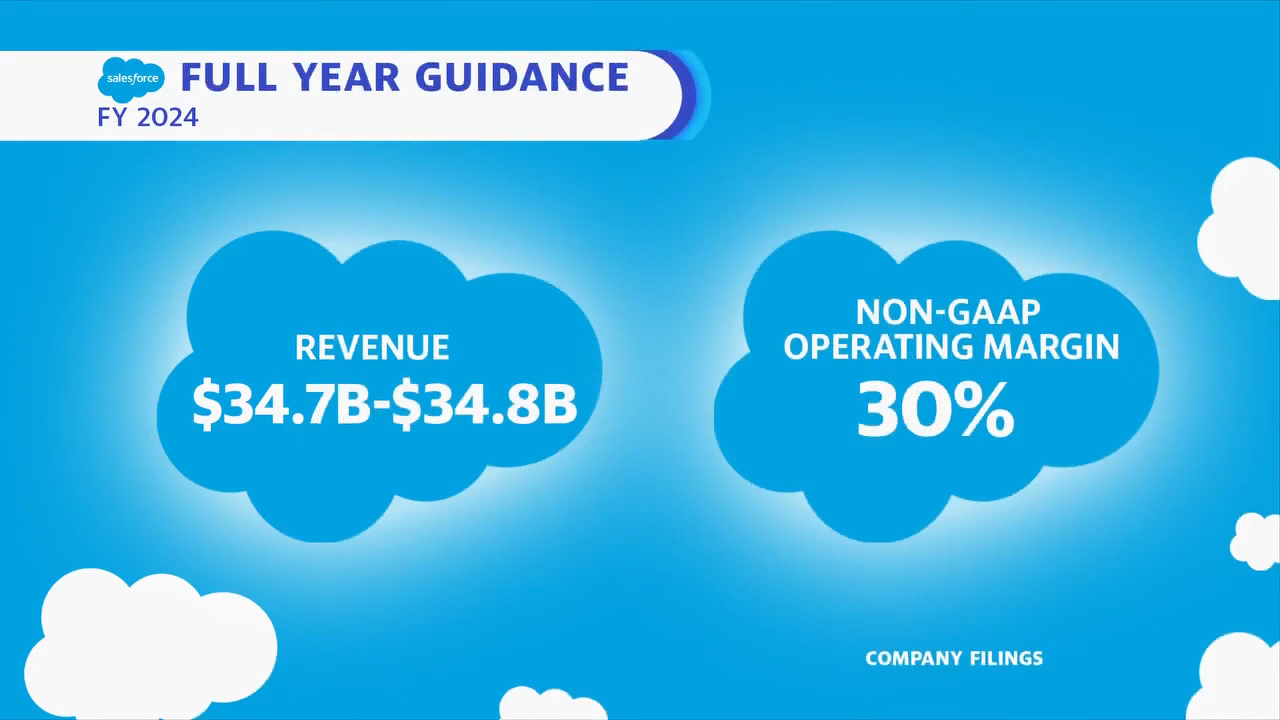 salesforce FULL YEAR GUIDANCE
FY 2024
REVENUE
$34.7B-$34.8B
NON-GAAP
OPERATING MARGIN
30%
COMPANY FILINGS